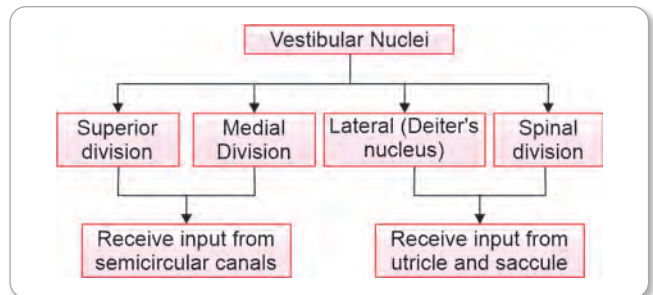 Vestibular Nuclei
Superior
division
Medial
Division
Lateral (Deiter's
nucleus)
Spinal
division
Receive input from
semicircular canals
Receive input from
utricle and saccule